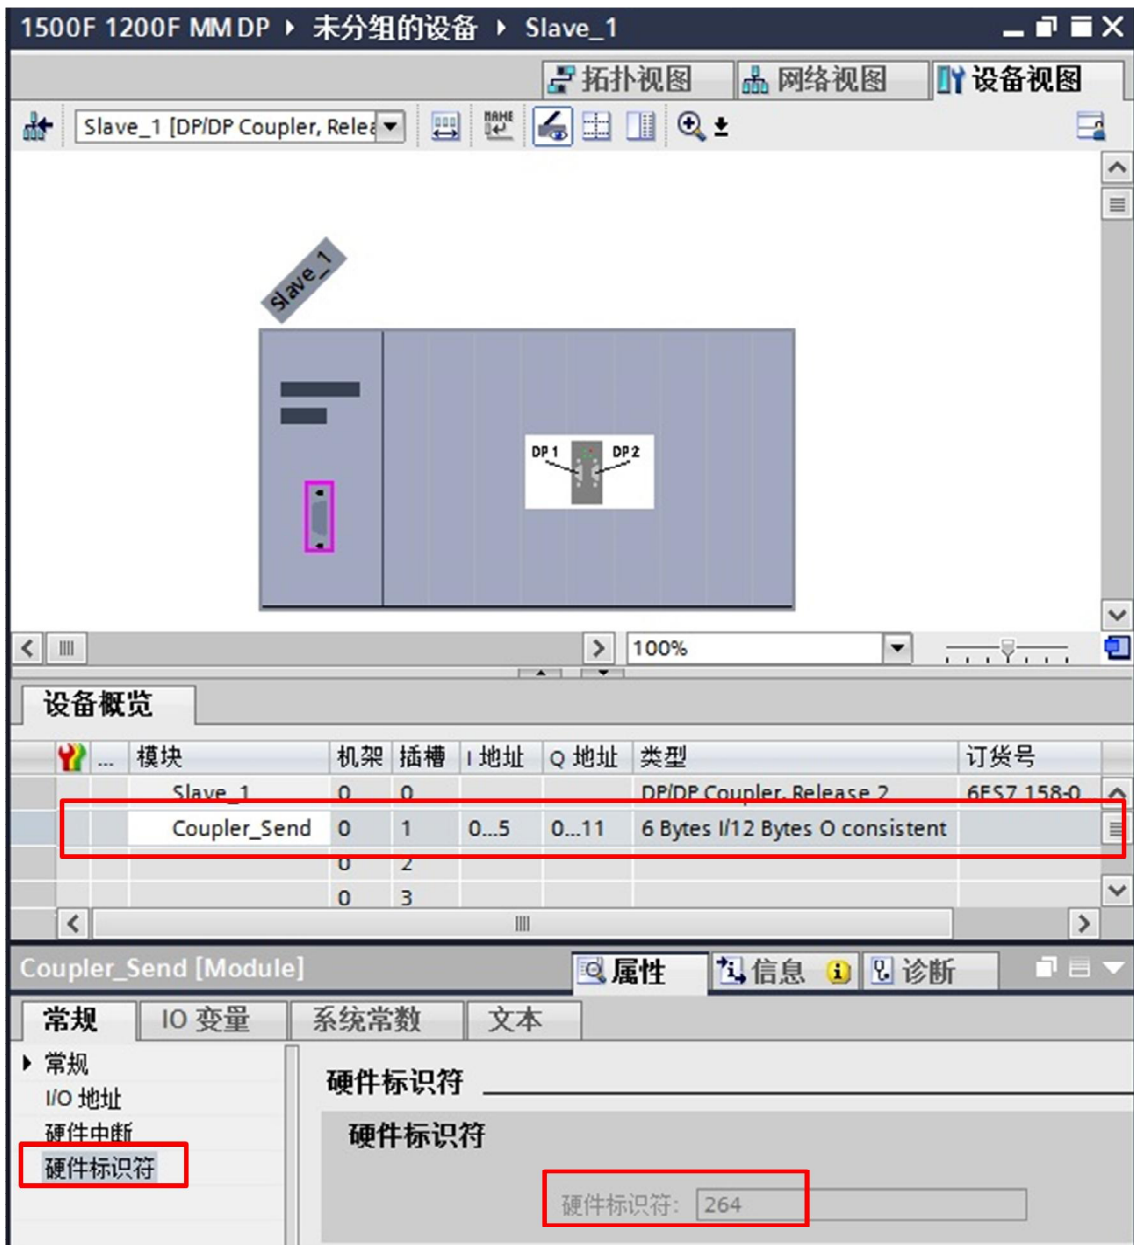 1500F 1200F MM DP ▸ 未分组的设备 ▸ Slave_1
拓扑视图 网络视图 设备视图
Slave_1 [DP/DP Coupler, Relea
NAME
Slave_1
DP1 DP2
100%
设备概览
... 模块 机架 插槽 I 地址 Q 地址 类型 订货号
Slave_1 0 0 DP/DP Coupler, Release 2 6ES7 158-0
Coupler_Send 0 1 0...5 0...11 6 Bytes I/12 Bytes O consistent
0 2
0 3
Coupler_Send [Module] 属性 信息 诊断
常规 IO 变量 系统常数 文本
常规
I/O 地址
硬件中断
硬件标识符
硬件标识符
硬件标识符
硬件标识符: 264